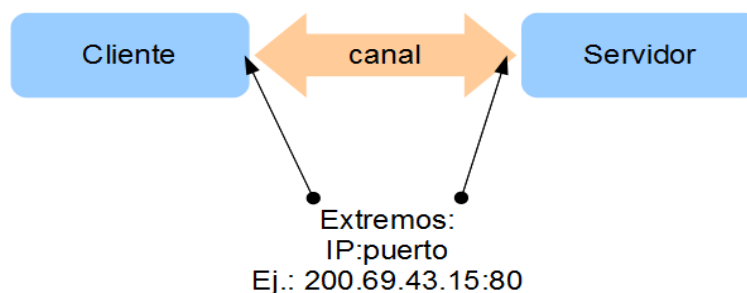 Cliente
canal
Servidor
Extremos:
IP:puerto
Ej.: 200.69.43.15:80